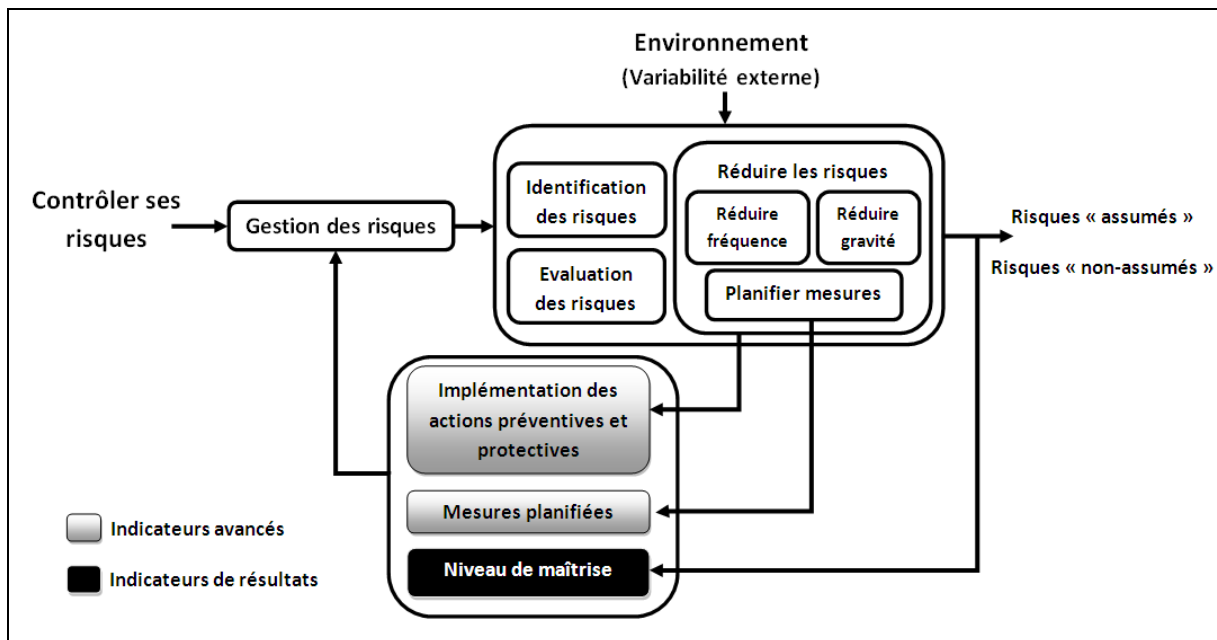 Environnement
(Variabilité externe)
Contrôler ses
risques
Gestion des risques
Identification
des risques
Evaluation
des risques
Réduire les risques
Réduire
fréquence
Réduire
gravité
Planifier mesures
Risques « assumés »
Risques « non-assumés »
Implémentation des
actions préventives et
protectives
Mesures planifiées
Niveau de maîtrise
Indicateurs avancés
Indicateurs de résultats